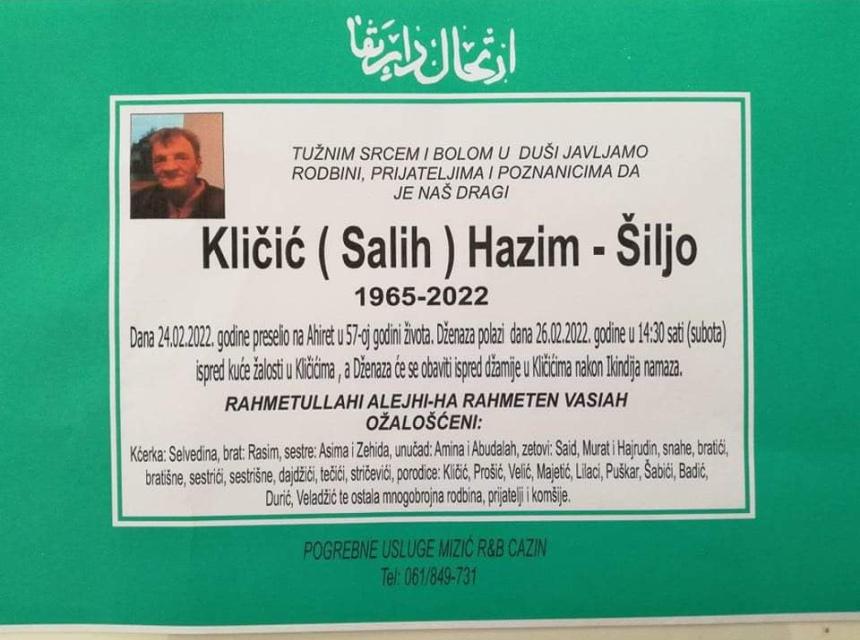 ارتحال دار بقا
TUŽNIM SRCEM I BOLOM U DUŠI JAVLJAMO
RODBINI, PRIJATELJIMA I POZNANICIMA DA
JE NAŠ DRAGI
Kličić ( Salih ) Hazim - Šiljo
1965-2022
Dana 24.02.2022. godine preselio na Ahiret u 57-oj godini života. Dženaza polazi dana 26.02.2022. godine u 14:30 sati (subota)
ispred kuće žalosti u Kličićima , a Dženaza će se obaviti ispred džamije u Kličićima nakon Ikindija namaza.
RAHMETULLAHI ALEJHI-HA RAHMETEN VASIAH
OŽALOŠĆENI:
Kćerka: Selvedina, brat: Rasim, sestre: Asima i Zehida, unučad: Amina i Abudalah, zetovi: Said, Murat i Hajrudin, snahe, bratići,
bratišne, sestrići, sestrišne, dajdžići, tečići, stričevići, porodice: Kličić, Prošić, Velić, Majetić, Lilaci, Puškar, Šabići, Badić,
Durić, Veladžić te ostala mnogobrojna rodbina, prijatelji i komšije.
POGREBNE USLUGE MIZIĆ R&B CAZIN
Tel: 061/849-731